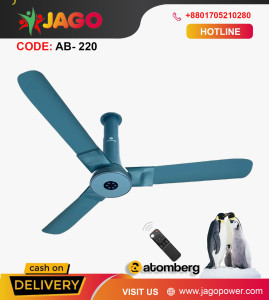 JAGO
+8801705210280
HOTLINE
CODE: AB- 220
cash on
DELIVERY
atomberg
VISIT US
www.jagopower.com